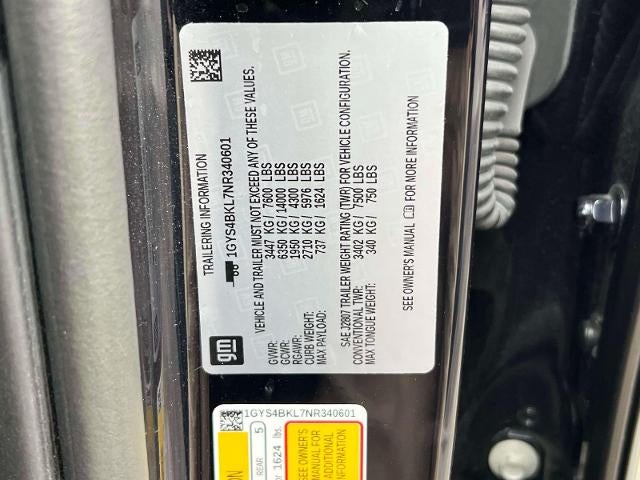 gm
TRAILERING INFORMATION
1GYS4BKL7NR340601
VEHICLE AND TRAILER MUST NOT EXCEED ANY OF THESE VALUES.
GVWR: 3447 KG/ 7600 LBS
GCWR: 6350 KG/14000 LBS
RGAWR: 1950 KG/ 4300 LBS
CURB WEIGHT: 2710 KG/ 5976 LBS
MAX PAYLOAD: 737 KG/ 1624 LBS
SAE J2807 TRAILER WEIGHT RATING (TWR) FOR VEHICLE CONFIGURATION.
CONVENTIONAL TWR: 3402 KG/ 7500 LBS
MAX TONGUE WEIGHT: 340 KG/ 750 LBS
SEE OWNER'S MANUAL FOR MORE INFORMATION
1GYS4BKL7NR340601
REAR 5
1624 lbs.
SEE OWNER'S
MANUAL FOR
ADDITIONAL
INFORMATION